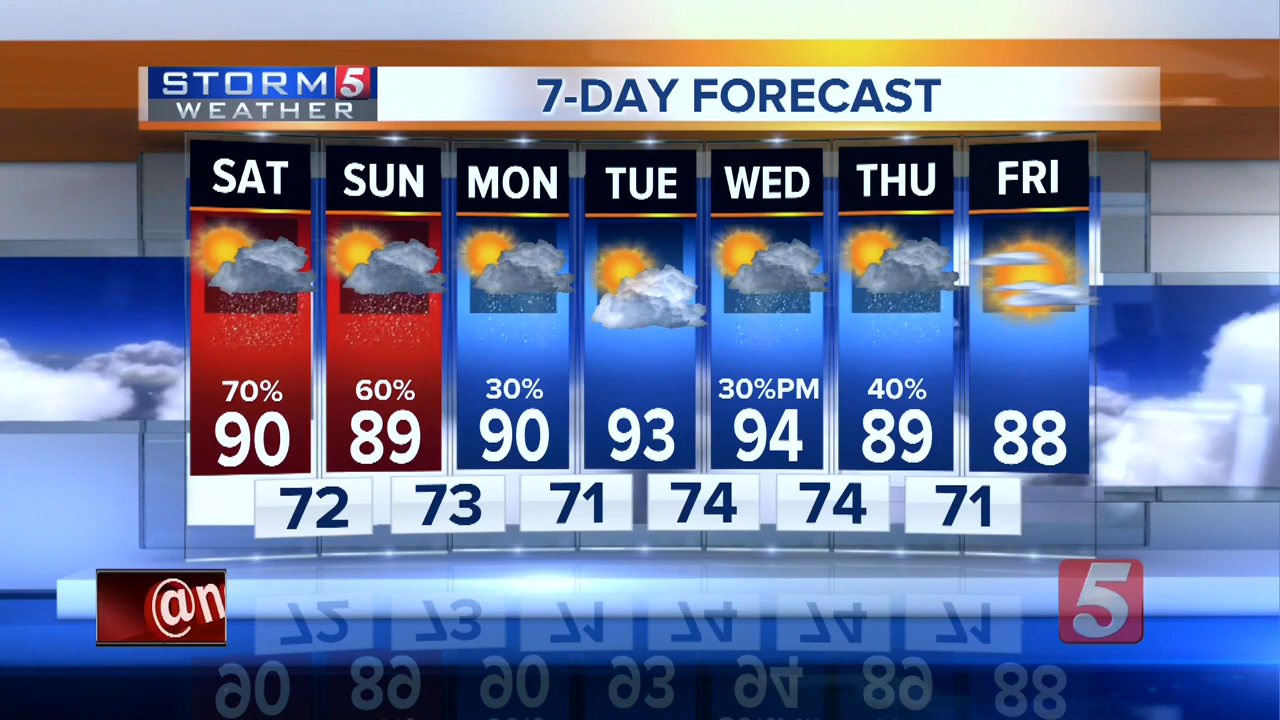 STORM 5
WEATHER
7-DAY FORECAST
SAT SUN MON TUE WED THU FRI
70% 60% 30% 30%PM 40%
90 89 90 93 94 89 88
72 73 71 74 74 71
@n
5